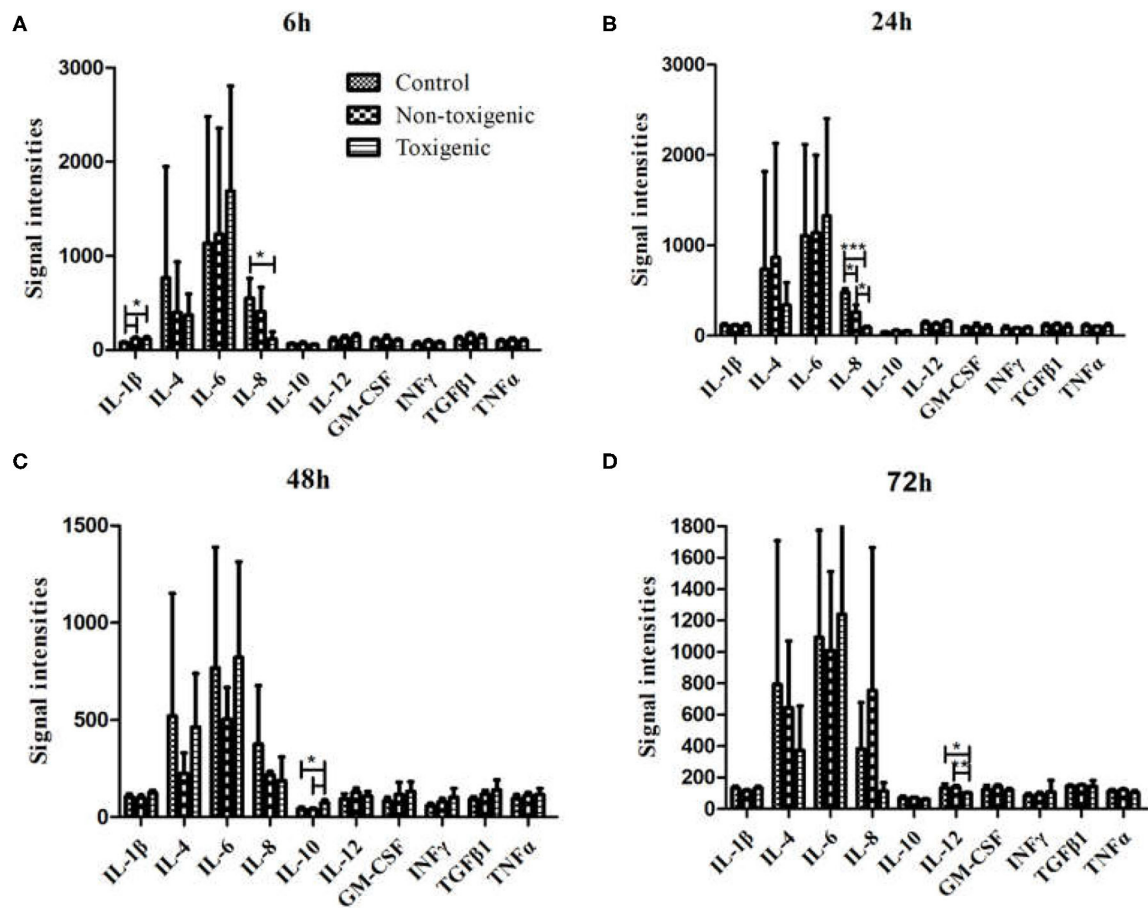 A
6h
3000
2000
1000
0
Signal intensities
Control
Non-toxigenic
Toxigenic
*
*
IL-1β
IL-4
IL-6
IL-8
IL-10
IL-12
GM-CSF
INFγ
TGFβ1
TNFα
B
24h
3000
2000
1000
0
Signal intensities
***
*
*
IL-1β
IL-4
IL-6
IL-8
IL-10
IL-12
GM-CSF
INFγ
TGFβ1
TNFα
C
48h
1500
1000
500
0
Signal intensities
*
IL-1β
IL-4
IL-6
IL-8
IL-10
IL-12
GM-CSF
INFγ
TGFβ1
TNFα
D
72h
1800
1600
1400
1200
1000
800
600
400
200
0
Signal intensities
*
**
IL-1β
IL-4
IL-6
IL-8
IL-10
IL-12
GM-CSF
INFγ
TGFβ1
TNFα